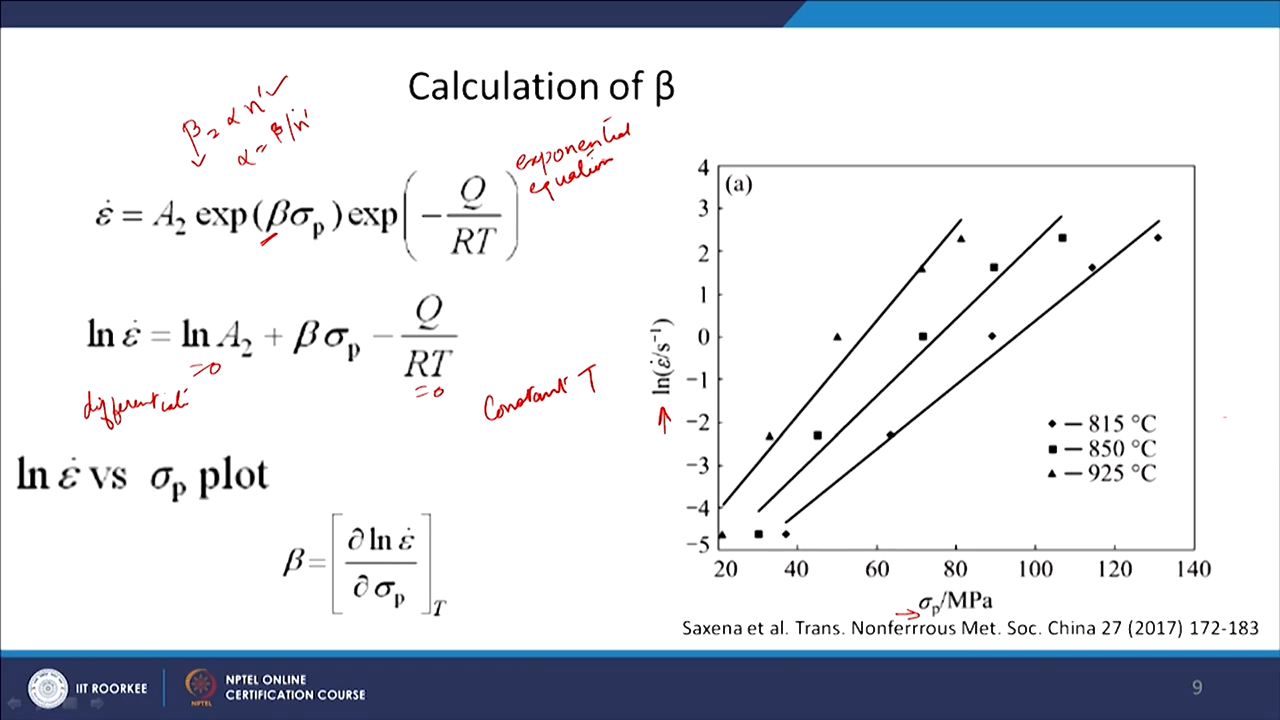 Calculation of β
β = α n' ✓
α = β/n'
exponential
equation
ε̇ = A₂ exp(βσₚ) exp(−Q/RT)
ln ε̇ = ln A₂ + βσₚ − Q/RT
=0
=0
differential
Constant T
ln ε̇ vs σₚ plot
β = [∂ ln ε̇ / ∂ σₚ]_T
(a)
4
3
2
1
0
−1
−2
−3
−4
−5
ln(ε̇/s⁻¹)
◆ — 815 °C
■ — 850 °C
▲ — 925 °C
20 40 60 80 100 120 140
σₚ/MPa
Saxena et al. Trans. Nonferrrous Met. Soc. China 27 (2017) 172-183
IIT ROORKEE
NPTEL ONLINE
CERTIFICATION COURSE
NPTEL
9